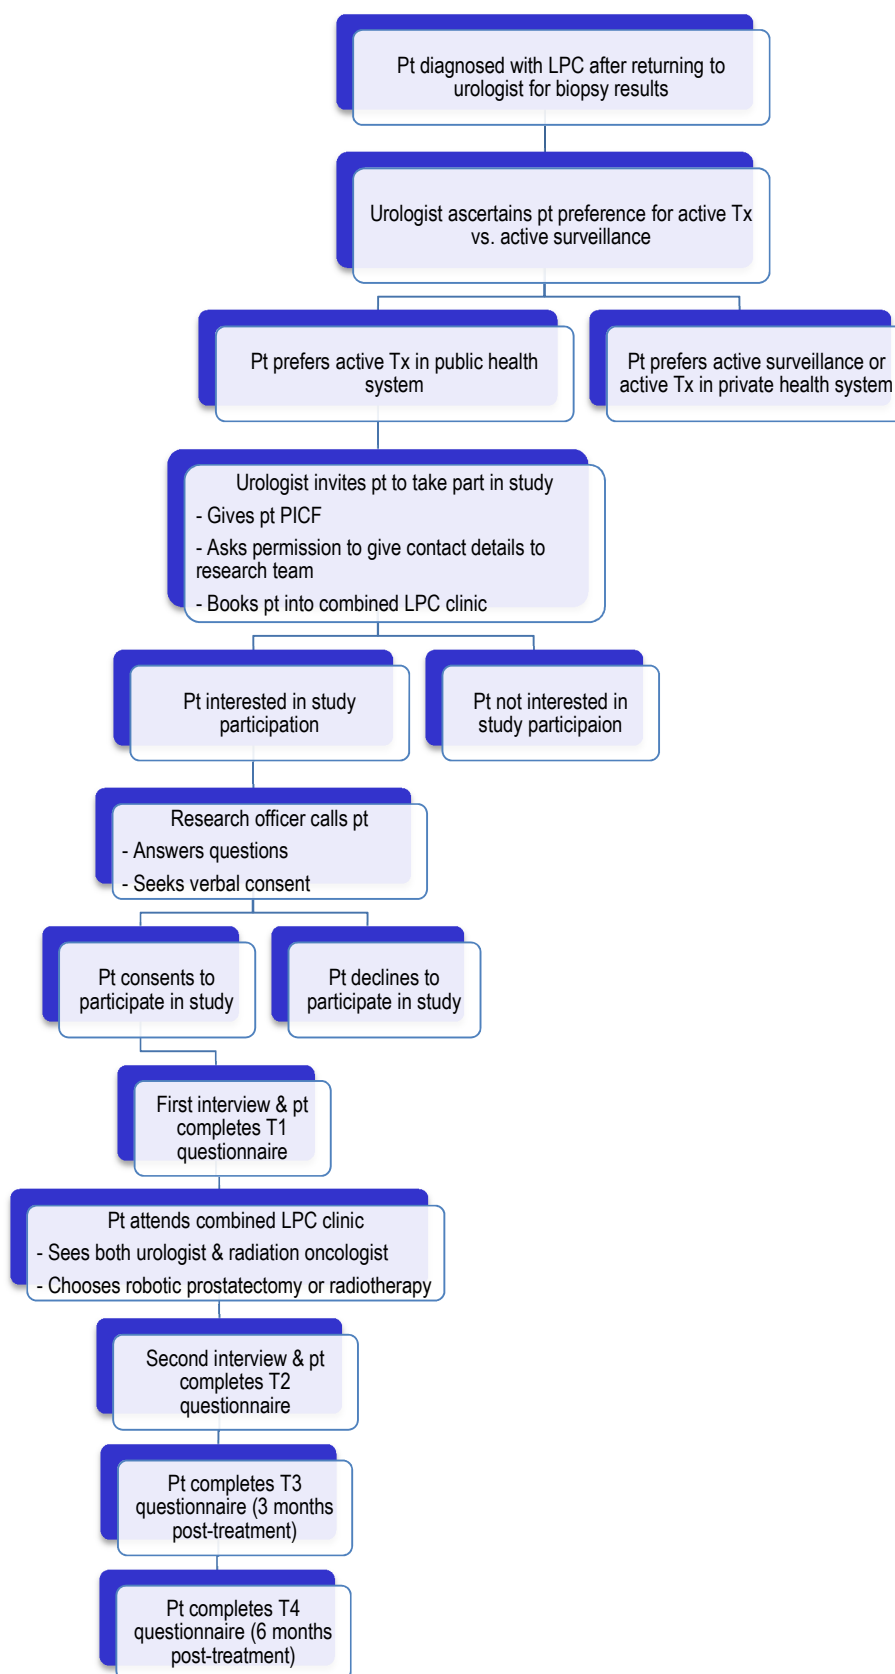 Pt diagnosed with LPC after returning to
urologist for biopsy results
Urologist ascertains pt preference for active Tx
vs. active surveillance
Pt prefers active Tx in public health
system
Pt prefers active surveillance or
active Tx in private health system
Urologist invites pt to take part in study
- Gives pt PICF
- Asks permission to give contact details to
research team
- Books pt into combined LPC clinic
Pt interested in study
participation
Pt not interested in
study participaion
Research officer calls pt
- Answers questions
- Seeks verbal consent
Pt consents to
participate in study
Pt declines to
participate in study
First interview & pt
completes T1
questionnaire
Pt attends combined LPC clinic
- Sees both urologist & radiation oncologist
- Chooses robotic prostatectomy or radiotherapy
Second interview & pt
completes T2
questionnaire
Pt completes T3
questionnaire (3 months
post-treatment)
Pt completes T4
questionnaire (6 months
post-treatment)